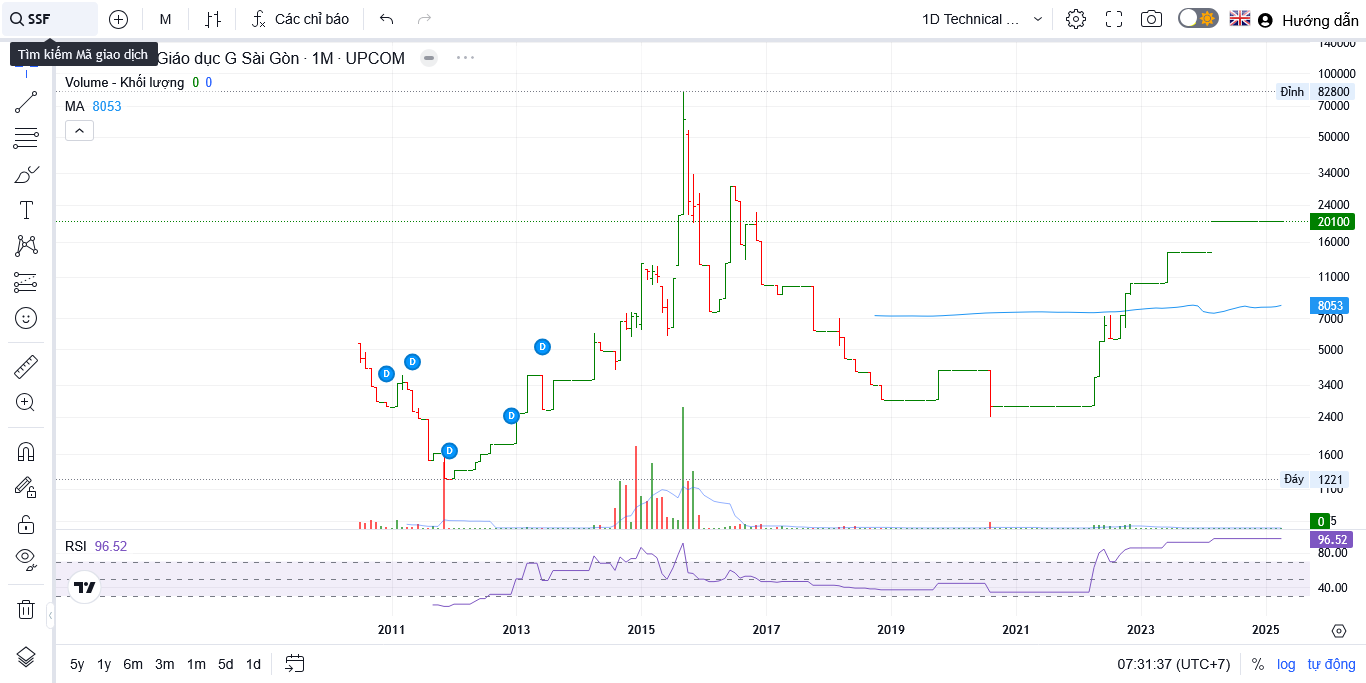 SSF
M
Các chỉ báo
1D Technical ...
Hướng dẫn
Tìm kiếm Mã giao dịch
Giáo dục G Sài Gòn · 1M · UPCOM
Volume - Khối lượng 0 0
MA 8053
140000
100000
Đỉnh 82800
70000
50000
34000
24000
20100
16000
11000
8053
7000
5000
3400
2400
1600
Đáy 1221
1100
0
5
D
D
D
D
D
RSI 96.52
96.52
80.00
40.00
2011 2013 2015 2017 2019 2021 2023 2025
5y 1y 6m 3m 1m 5d 1d
07:31:37 (UTC+7) % log tự động